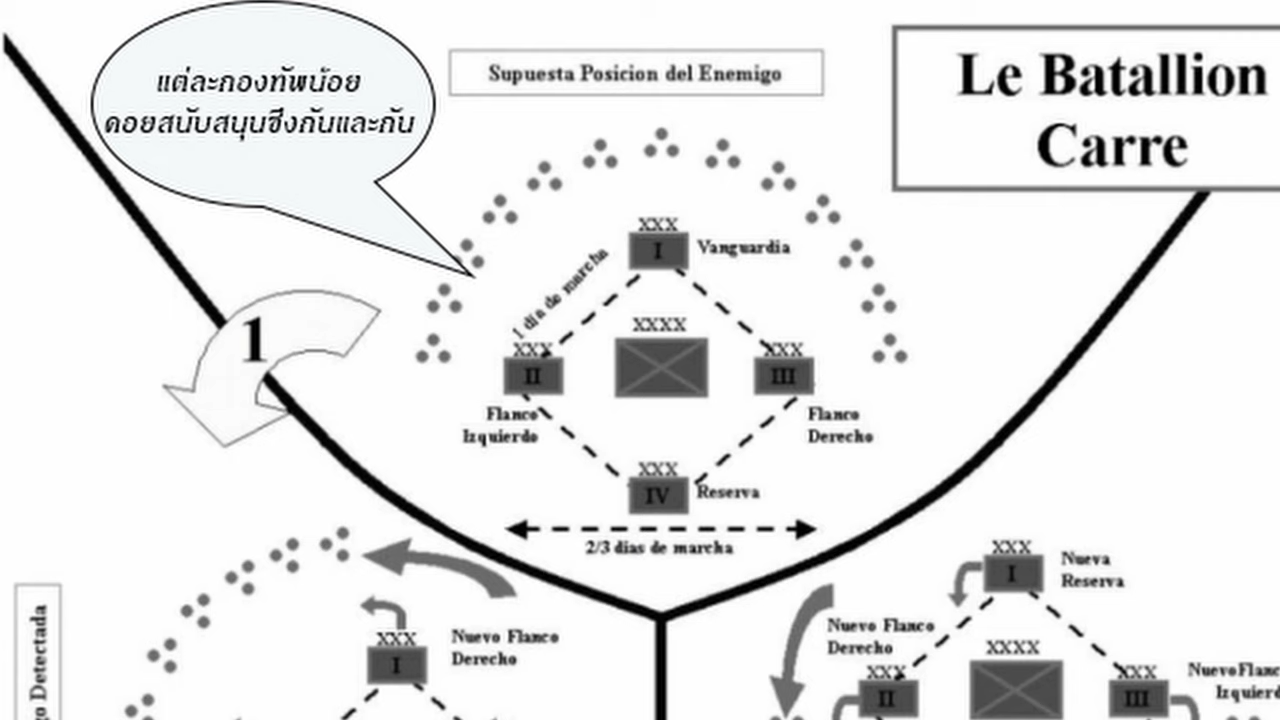 แต่ละกองทัพน้อย
คอยสนับสนุนซึ่งกันและกัน
Supuesta Posicion del Enemigo
Le Batallion
Carre
XXX
I
Vanguardia
1 dia de marcha
XXXX
XXX
II
XXX
III
Flanco
Izquierdo
Flanco
Derecho
XXX
IV
Reserva
2/3 dias de marcha
1
go Detectada
XXX
I
Nuevo Flanco
Derecho
XXX
I
Nueva
Reserva
Nuevo Flanco
Derecho
XXX
II
XXXX
XXX
III
Nuevo Flanc
Izquierd